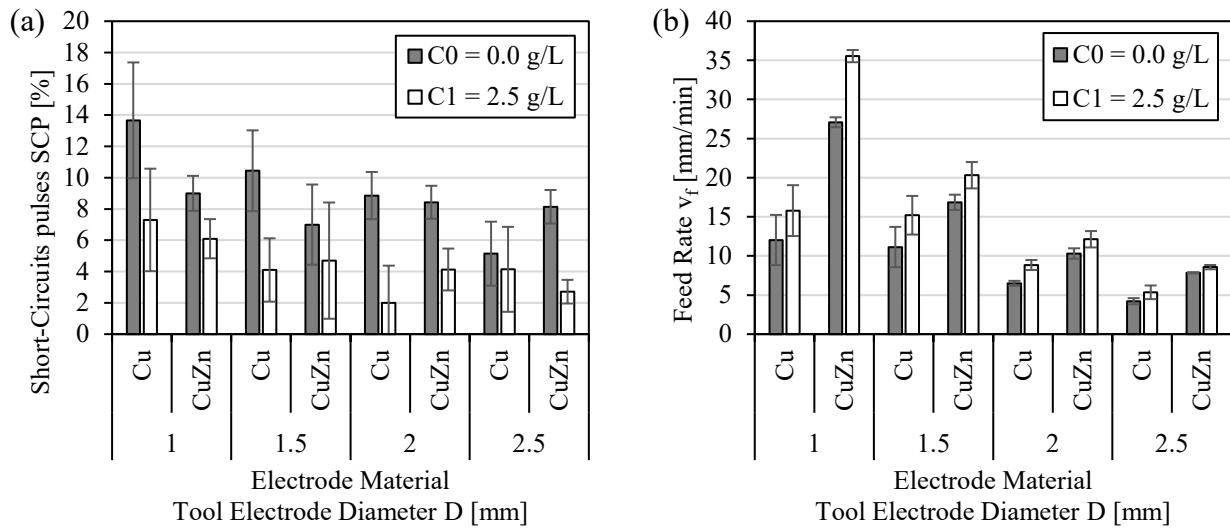 (a)
Short-Circuits pulses SCP [%]
20
18
16
14
12
10
8
6
4
2
0
C0 = 0.0 g/L
C1 = 2.5 g/L
Cu
CuZn
Cu
CuZn
Cu
CuZn
Cu
CuZn
1
1.5
2
2.5
Electrode Material
Tool Electrode Diameter D [mm]
(b)
Feed Rate vf [mm/min]
40
35
30
25
20
15
10
5
0
C0 = 0.0 g/L
C1 = 2.5 g/L
Cu
CuZn
Cu
CuZn
Cu
CuZn
Cu
CuZn
1
1.5
2
2.5
Electrode Material
Tool Electrode Diameter D [mm]